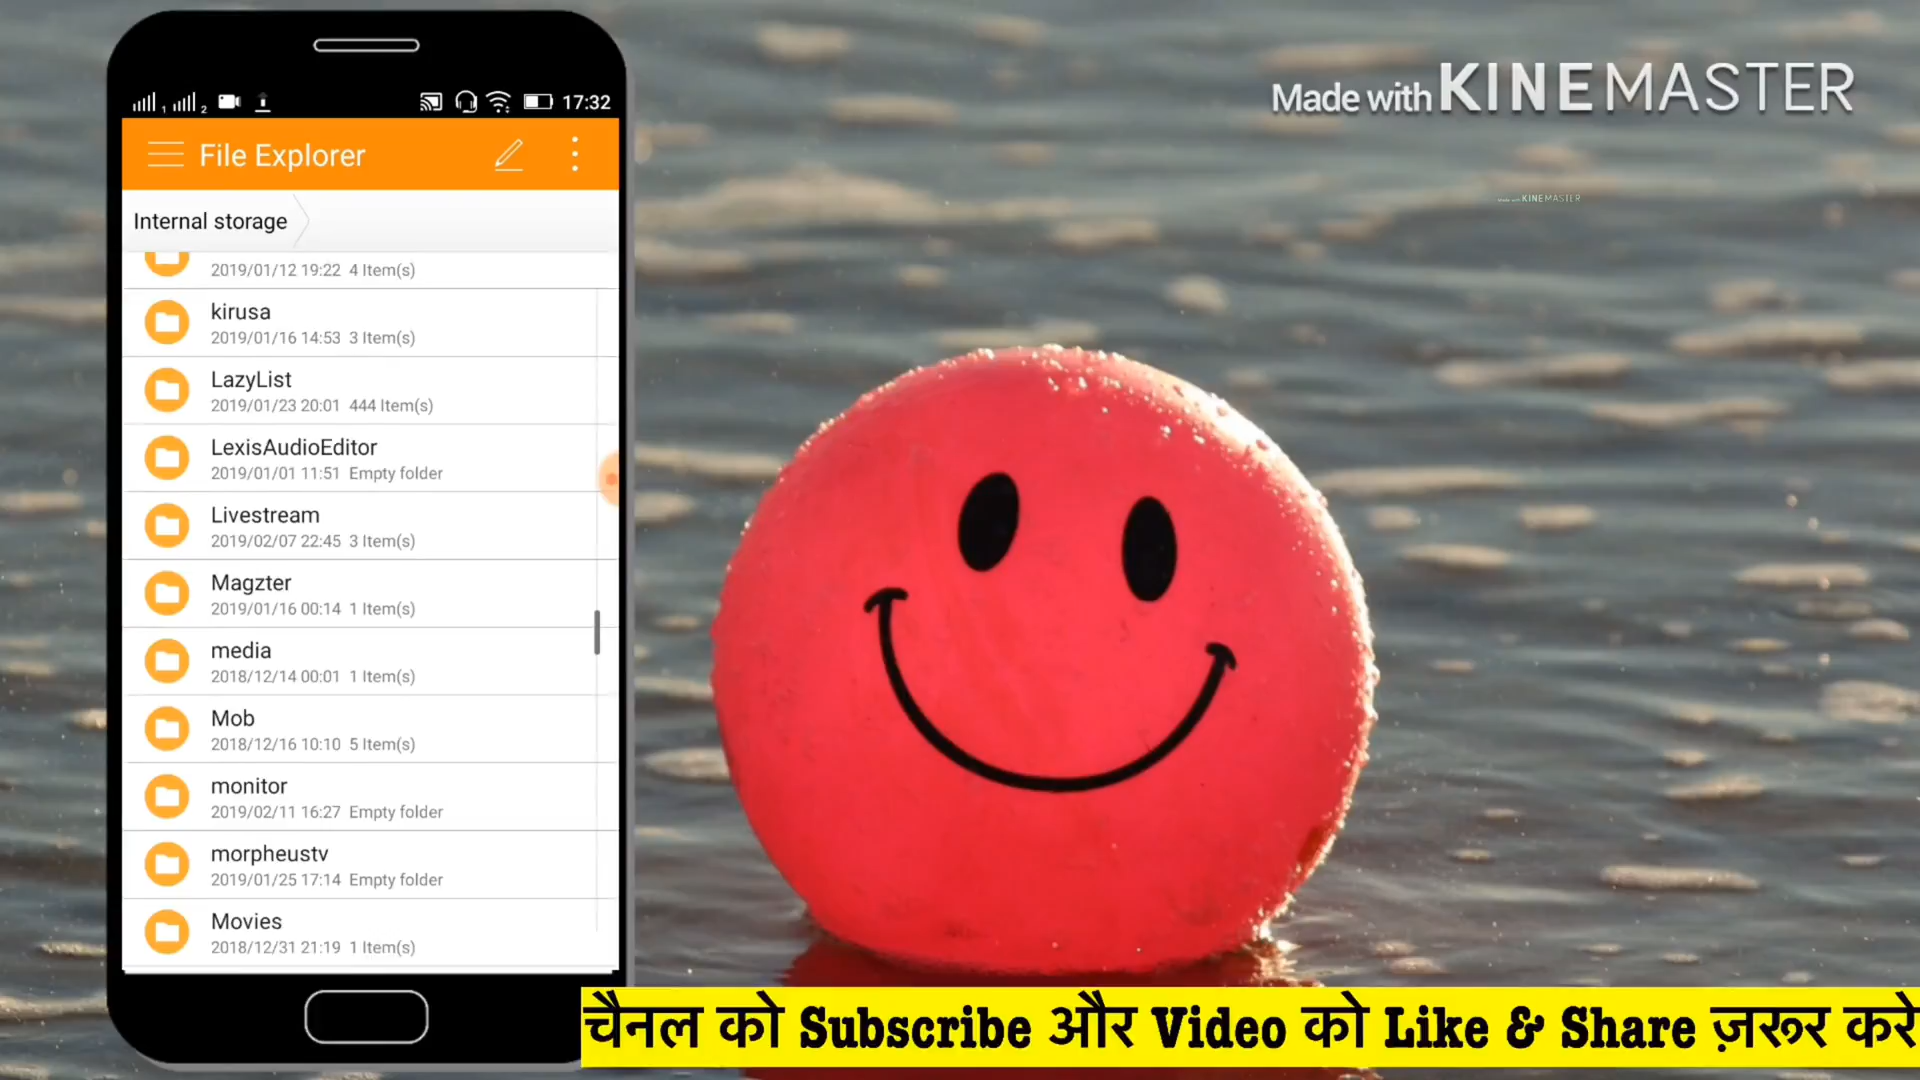 17:32
File Explorer
Internal storage
2019/01/12 19:22 4 Item(s)
kirusa
2019/01/16 14:53 3 Item(s)
LazyList
2019/01/23 20:01 444 Item(s)
LexisAudioEditor
2019/01/01 11:51 Empty folder
Livestream
2019/02/07 22:45 3 Item(s)
Magzter
2019/01/16 00:14 1 Item(s)
media
2018/12/14 00:01 1 Item(s)
Mob
2018/12/16 10:10 5 Item(s)
monitor
2019/02/11 16:27 Empty folder
morpheustv
2019/01/25 17:14 Empty folder
Movies
2018/12/31 21:19 1 Item(s)
Made with KINEMASTER
Made with KINEMASTER
चैनल को Subscribe और Video को Like & Share ज़रूर करे